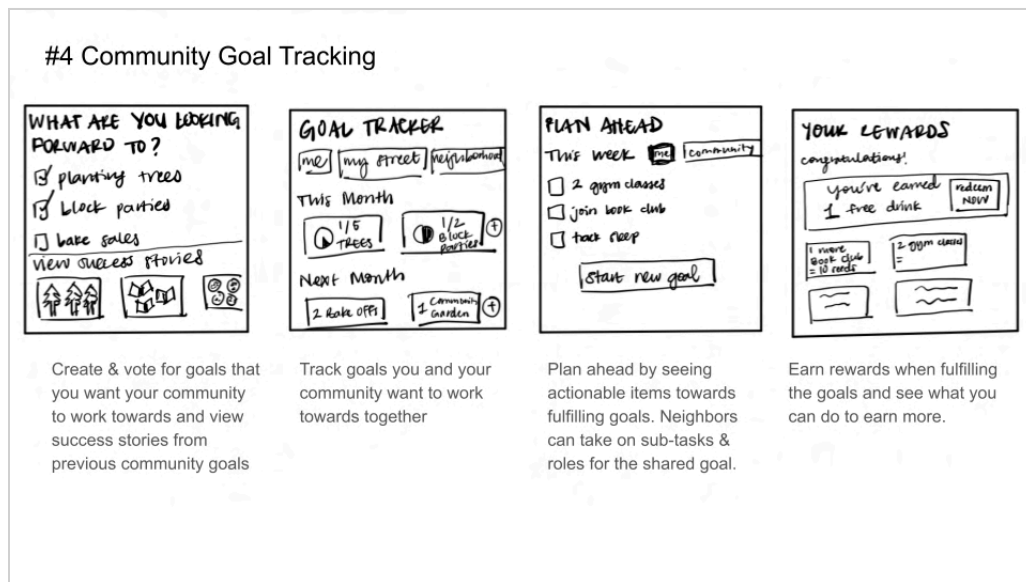 #4 Community Goal Tracking
WHAT ARE YOU LOOKING
FORWARD TO?
planting trees
block parties
bake sales
view success stories
Create & vote for goals that
you want your community
to work towards and view
success stories from
previous community goals
GOAL TRACKER
me my street neighborhood
This Month
1/5
TREES
1/2
Block
parties
+
Next Month
2 Bake OFFs
1 Community
Garden
+
Track goals you and your
community want to work
towards together
PLAN AHEAD
This week me community
2 gym classes
join book club
track sleep
start new goal
Plan ahead by seeing
actionable items towards
fulfilling goals. Neighbors
can take on sub-tasks &
roles for the shared goal.
YOUR REWARDS
congratulations!
you've earned
1 free drink
redeem
NOW
1 more
Book club
= 10 creds
2 gym classes
=
Earn rewards when fulfilling
the goals and see what you
can do to earn more.